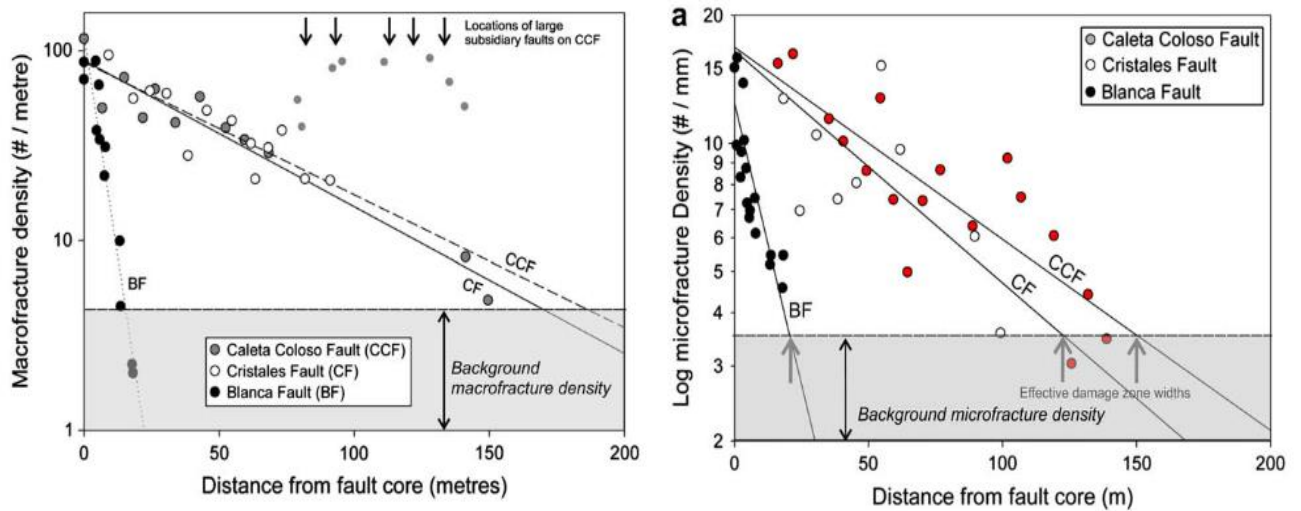 Macrofracture density (# / metre)
100
10
1
Locations of large
subsidiary faults on CCF
CCF
CF
BF
Caleta Coloso Fault (CCF)
Cristales Fault (CF)
Blanca Fault (BF)
Background
macrofracture density
0 50 100 150 200
Distance from fault core (metres)
a
Log microfracture Density (# / mm)
20
15
10
9
8
7
6
5
4
3
2
Caleta Coloso Fault
Cristales Fault
Blanca Fault
CCF
CF
BF
Effective damage zone widths
Background microfracture density
0 50 100 150 200
Distance from fault core (m)